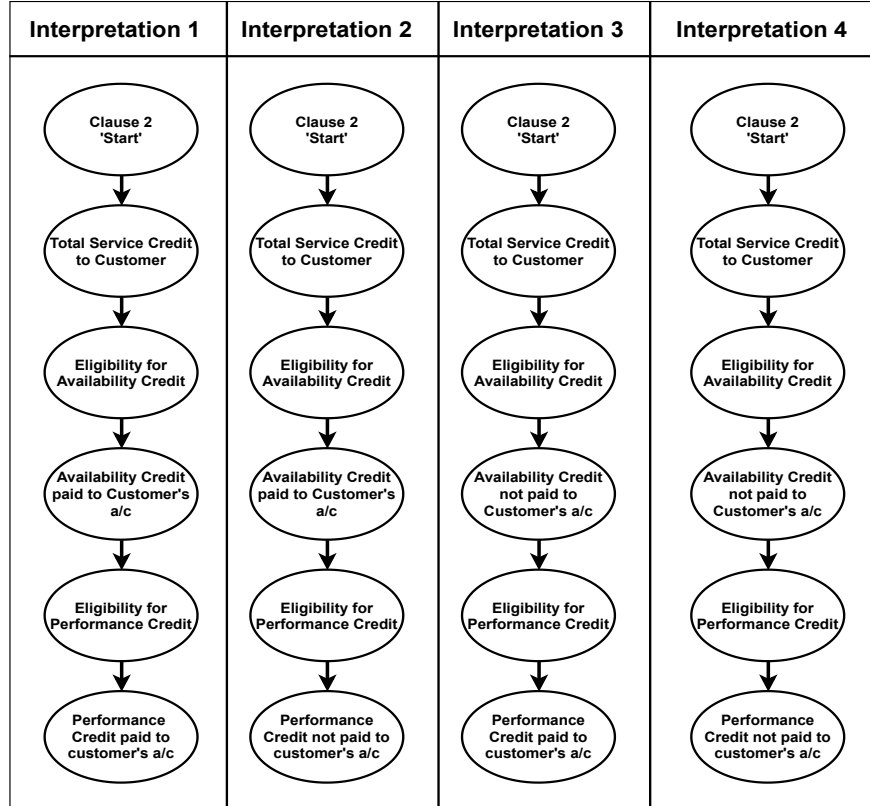 Interpretation 1
Interpretation 2
Interpretation 3
Interpretation 4
Clause 2
'Start'
Total Service Credit
to Customer
Eligibility for
Availability Credit
Availability Credit
paid to Customer's
a/c
Eligibility for
Performance Credit
Performance
Credit paid to
customer's a/c
Clause 2
'Start'
Total Service Credit
to Customer
Eligibility for
Availability Credit
Availability Credit
paid to Customer's
a/c
Eligibility for
Performance Credit
Performance
Credit not paid to
customer's a/c
Clause 2
'Start'
Total Service Credit
to Customer
Eligibility for
Availability Credit
Availability Credit
not paid to
Customer's a/c
Eligibility for
Performance Credit
Performance
Credit paid to
customer's a/c
Clause 2
'Start'
Total Service Credit
to Customer
Eligibility for
Availability Credit
Availability Credit
not paid to
Customer's a/c
Eligibility for
Performance Credit
Performance
Credit not paid to
customer's a/c